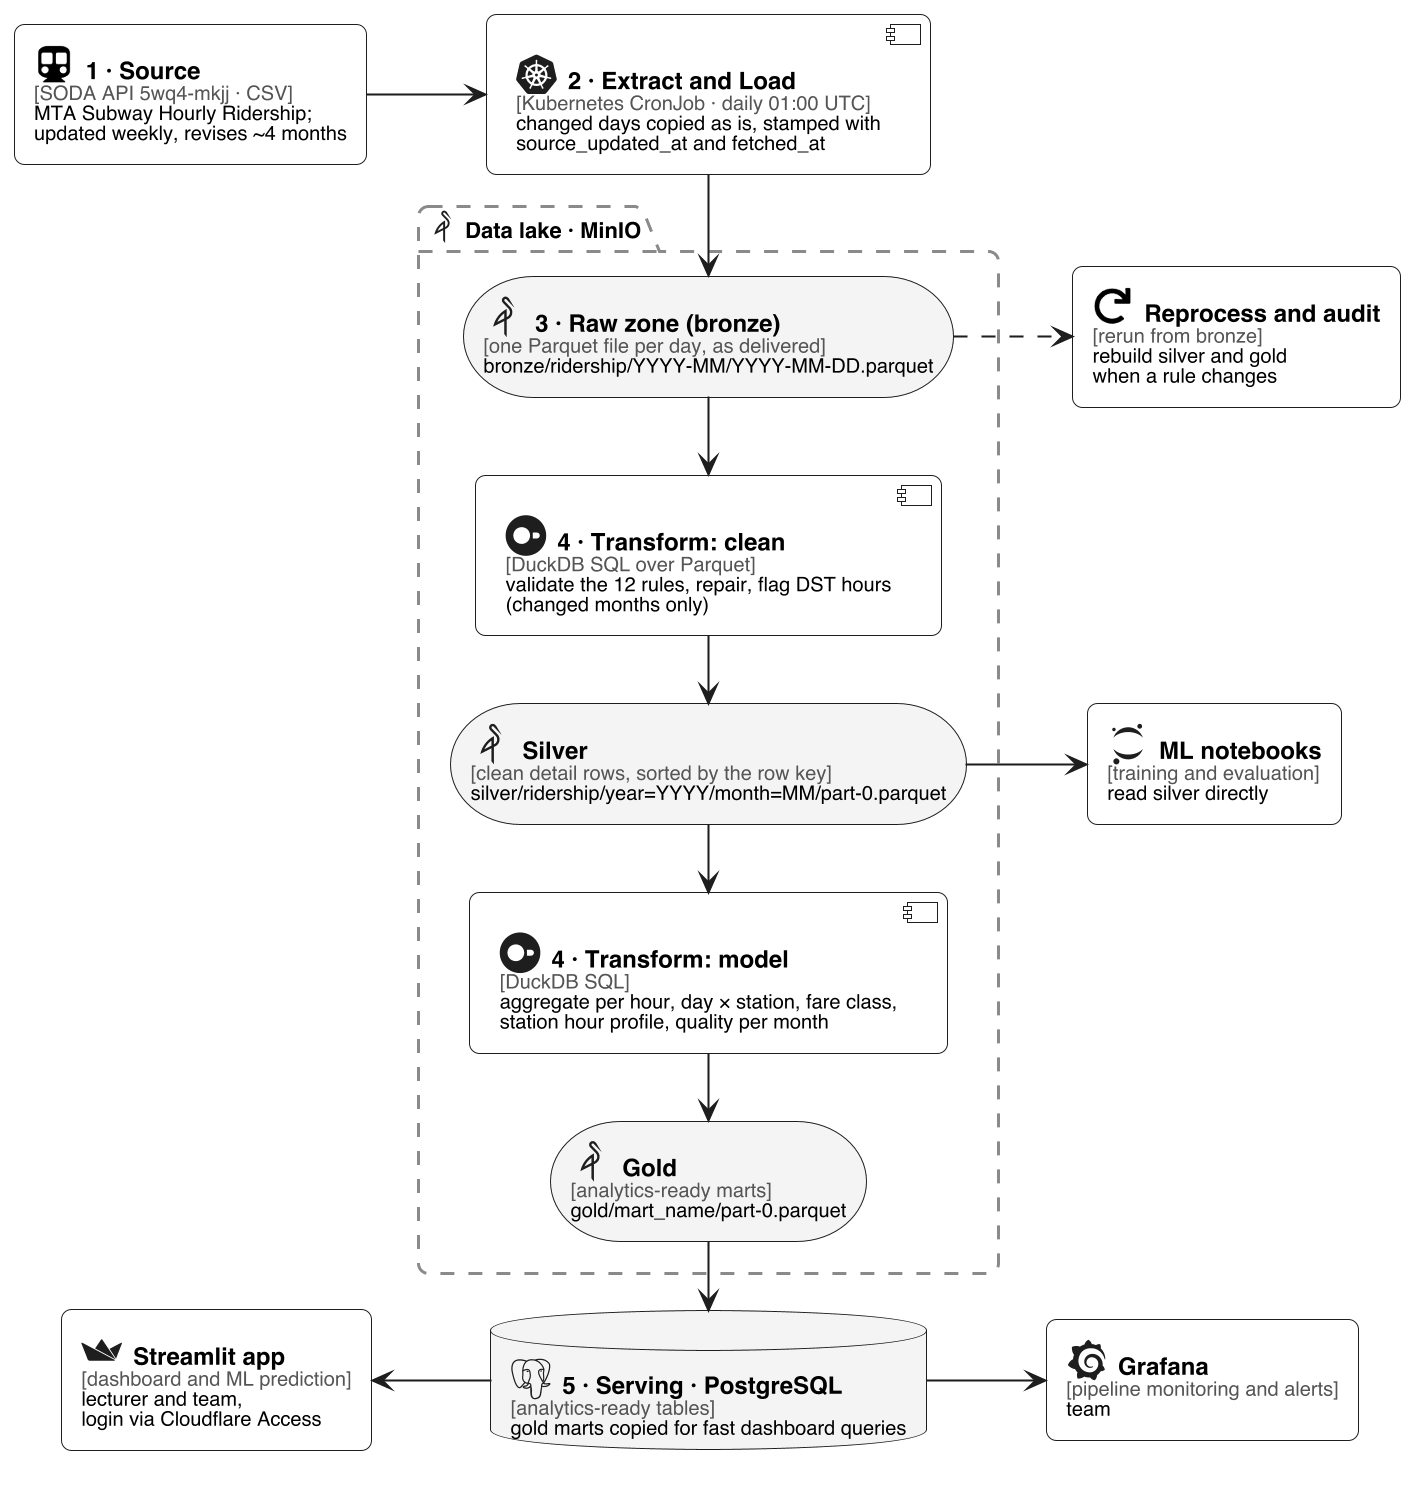 1 · Source
[SODA API 5wq4-mkjj · CSV]
MTA Subway Hourly Ridership;
updated weekly, revises ~4 months
2 · Extract and Load
[Kubernetes CronJob · daily 01:00 UTC]
changed days copied as is, stamped with
source_updated_at and fetched_at
Data lake · MinIO
3 · Raw zone (bronze)
[one Parquet file per day, as delivered]
bronze/ridership/YYYY-MM/YYYY-MM-DD.parquet
Reprocess and audit
[rerun from bronze]
rebuild silver and gold
when a rule changes
4 · Transform: clean
[DuckDB SQL over Parquet]
validate the 12 rules, repair, flag DST hours
(changed months only)
Silver
[clean detail rows, sorted by the row key]
silver/ridership/year=YYYY/month=MM/part-0.parquet
ML notebooks
[training and evaluation]
read silver directly
4 · Transform: model
[DuckDB SQL]
aggregate per hour, day × station, fare class,
station hour profile, quality per month
Gold
[analytics-ready marts]
gold/mart_name/part-0.parquet
Streamlit app
[dashboard and ML prediction]
lecturer and team,
login via Cloudflare Access
5 · Serving · PostgreSQL
[analytics-ready tables]
gold marts copied for fast dashboard queries
Grafana
[pipeline monitoring and alerts]
team